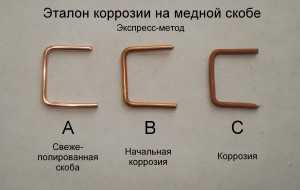 Эталон коррозии на медной скобе
Экспресс-метод
A B C
Свеже-
полированная
скоба
Начальная
коррозия
Коррозия